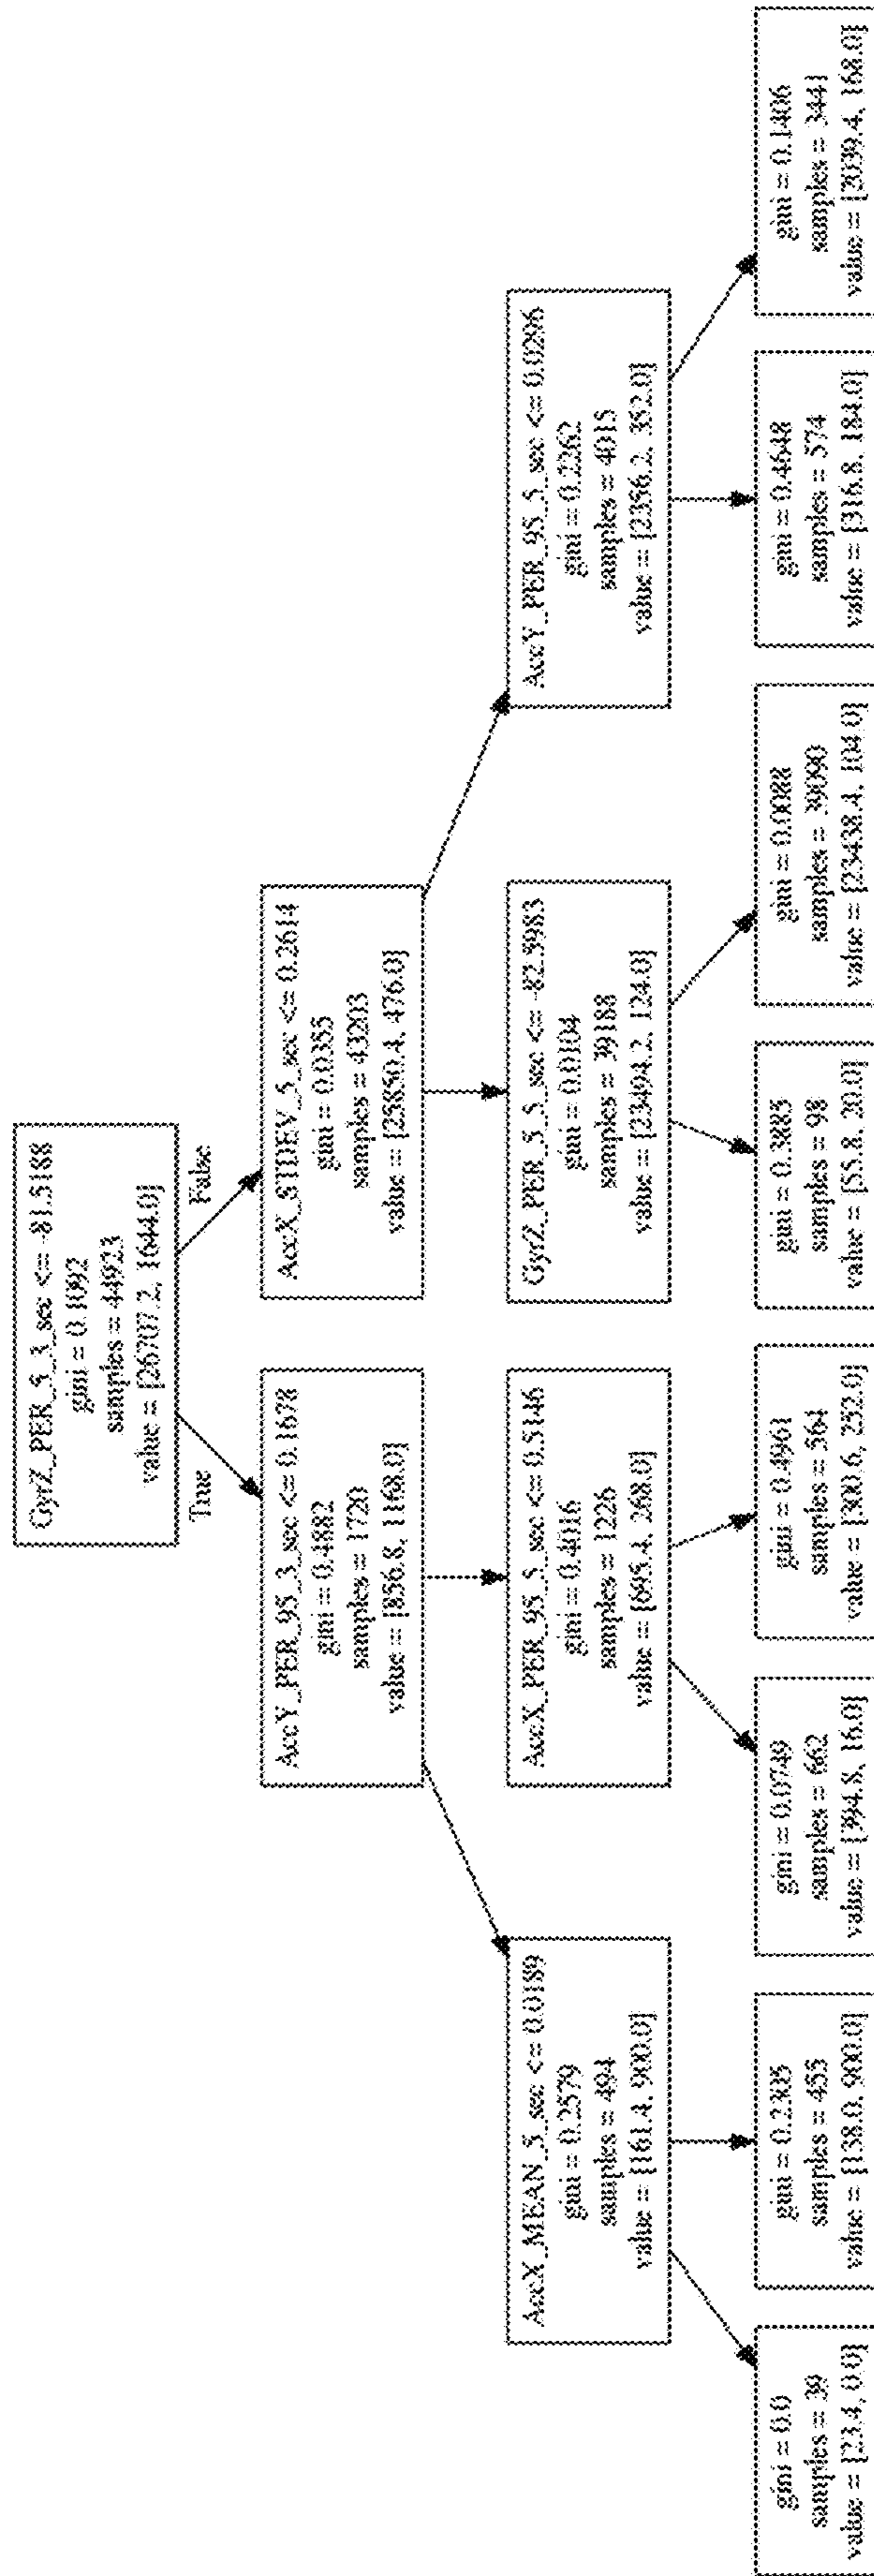 GyrZ_PER_5_3_sec <= -81.5188
gini = 0.1092
samples = 44923
value = [26707.2, 1644.0]
True
False
AccY_PER_95_3_sec <= 0.1678
gini = 0.4882
samples = 1720
value = [856.8, 1168.0]
AccX_STDEV_5_sec <= 0.2614
gini = 0.0355
samples = 43203
value = [25850.4, 476.0]
AccX_MEAN_5_sec <= 0.0189
gini = 0.2579
samples = 494
value = [161.4, 900.0]
AccX_PER_95_5_sec <= 0.5146
gini = 0.4016
samples = 1226
value = [695.4, 268.0]
GyrZ_PER_5_5_sec <= -82.5983
gini = 0.0104
samples = 39188
value = [23494.2, 124.0]
AccY_PER_95_5_sec <= 0.0296
gini = 0.2262
samples = 4015
value = [2356.2, 352.0]
gini = 0.0
samples = 39
value = [23.4, 0.0]
gini = 0.2305
samples = 455
value = [138.0, 900.0]
gini = 0.0749
samples = 662
value = [394.8, 16.0]
gini = 0.4961
samples = 564
value = [300.6, 252.0]
gini = 0.3885
samples = 98
value = [55.8, 20.0]
gini = 0.0088
samples = 39090
value = [23438.4, 104.0]
gini = 0.4648
samples = 574
value = [316.8, 184.0]
gini = 0.1406
samples = 3441
value = [2039.4, 168.0]